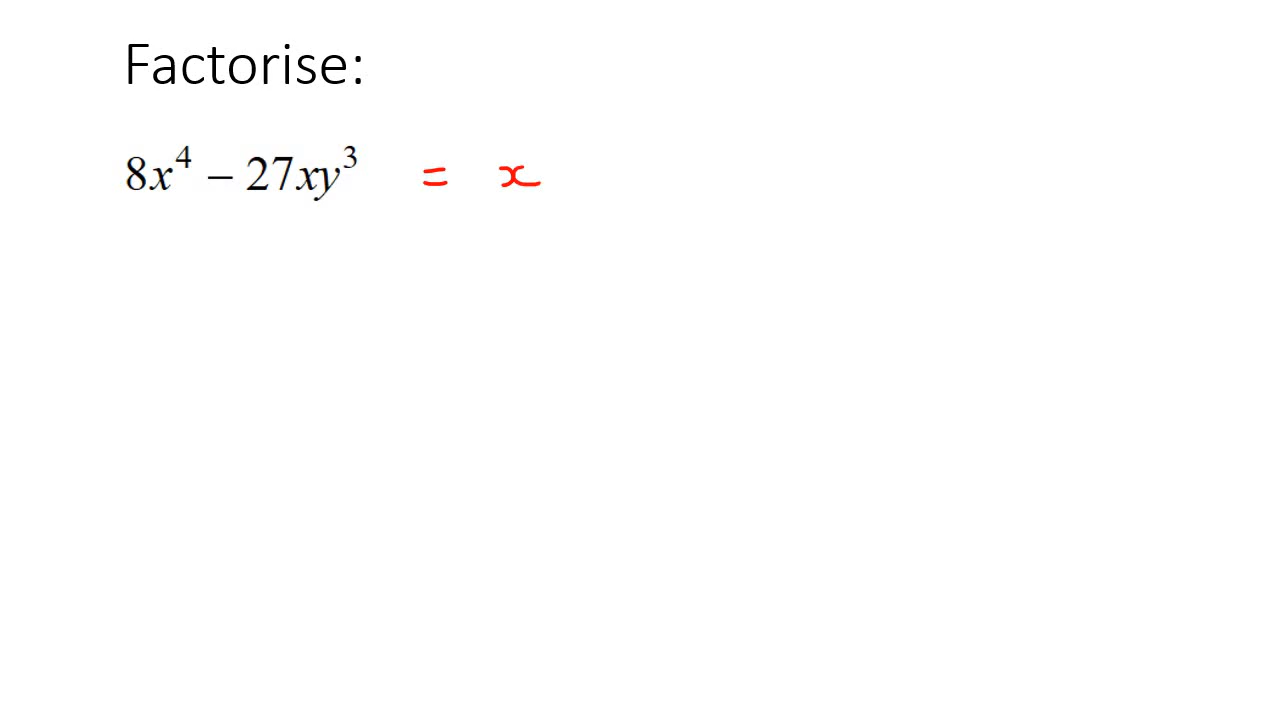 Factorise:
8x⁴ − 27xy³ = x